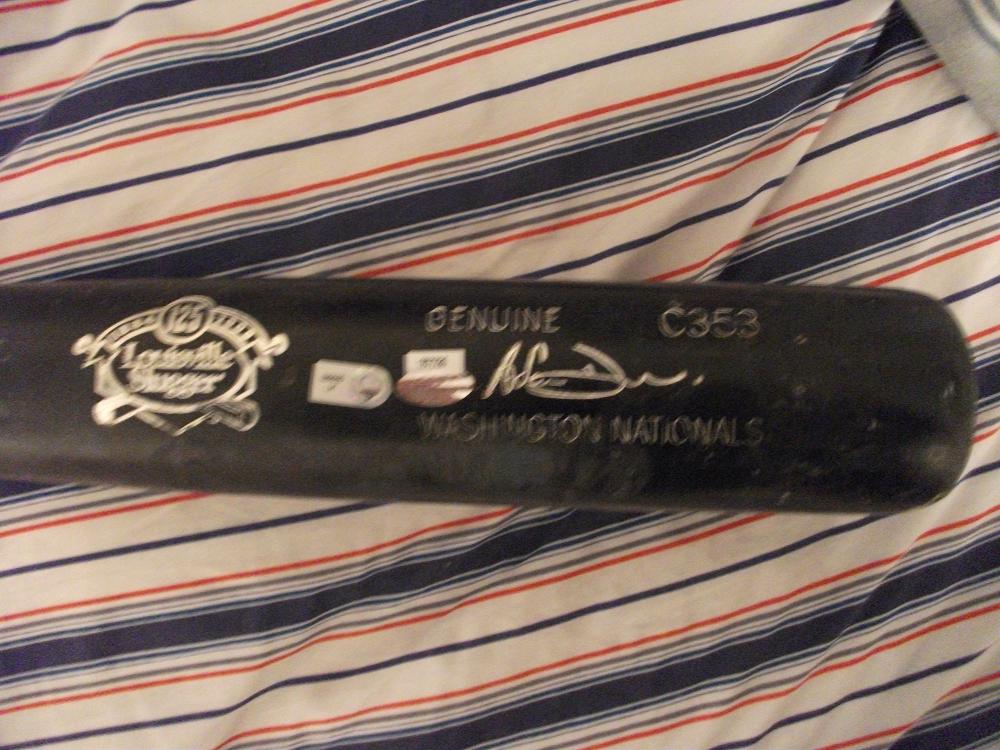 125
Louisville
Slugger
GENUINE
C353
WASHINGTON NATIONALS